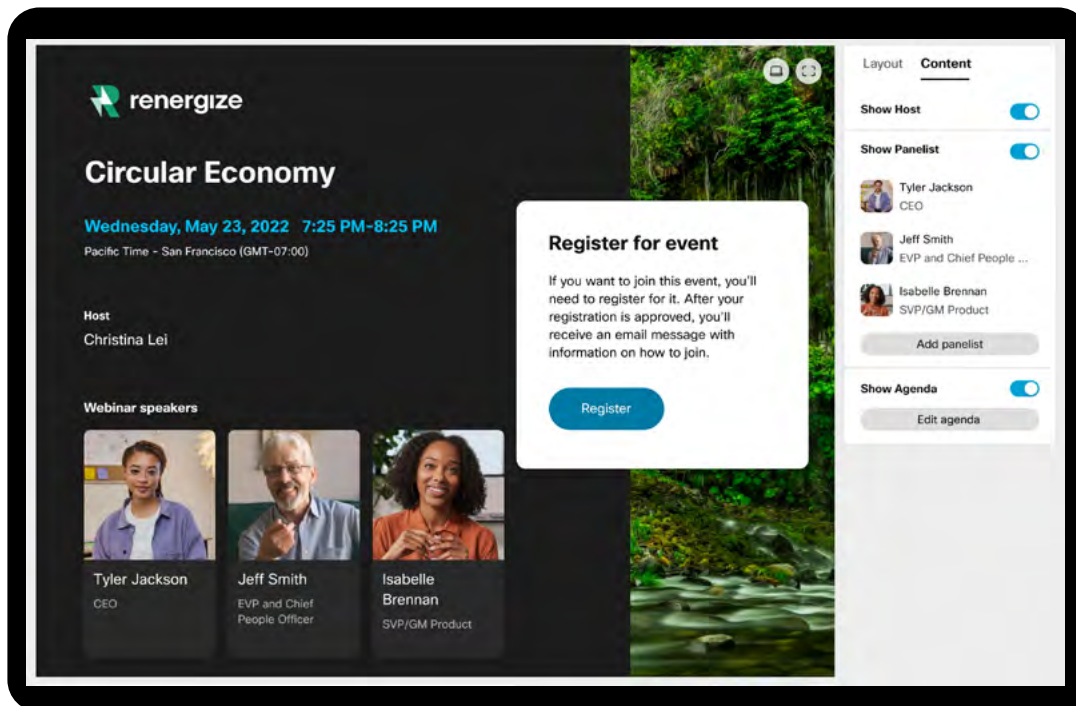 renergize
Circular Economy
Wednesday, May 23, 2022 7:25 PM-8:25 PM
Pacific Time - San Francisco (GMT-07:00)
Host
Christina Lei
Webinar speakers
Tyler Jackson
CEO
Jeff Smith
EVP and Chief
People Officer
Isabelle
Brennan
SVP/GM Product
Register for event
If you want to join this event, you'll
need to register for it. After your
registration is approved, you'll
receive an email message with
information on how to join.
Register
Layout Content
Show Host
Show Panelist
Tyler Jackson
CEO
Jeff Smith
EVP and Chief People ...
Isabelle Brennan
SVP/GM Product
Add panelist
Show Agenda
Edit agenda